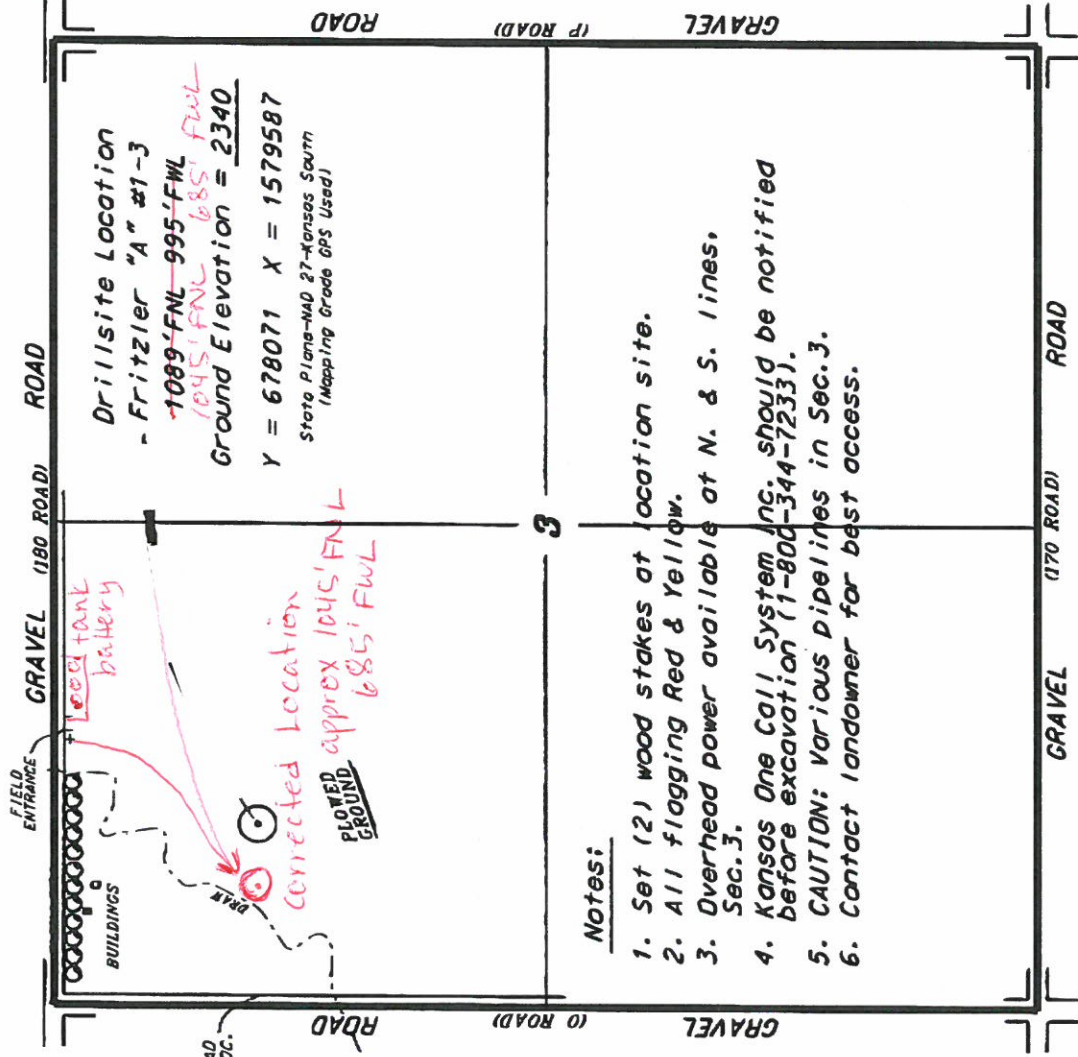 GRAVEL (180 ROAD) ROAD
FIELD
ENTRANCE
Lead tank
battery
BUILDINGS
DRAW
Corrected Location
approx 1045' FNL
685' FWL
PLOWED
GROUND
Drillsite Location
- Fritzler "A" #1-3
1089'FNL 995'FWL
1045' FNL 685' FWL
Ground Elevation = 2340
Y = 678071 X = 1579587
State Plane-NAD 27-Kansas South
(Mapping Grade GPS Used)
3
Notes:
1. Set (2) wood stakes at location site.
2. All flagging Red & Yellow.
3. Overhead power available at N. & S. lines.
Sec.3.
4. Kansas One Call System Inc. should be notified
before excavation (1-800-344-7233).
5. CAUTION: Various pipelines in Sec.3.
6. Contact landowner for best access.
GRAVEL (O ROAD) ROAD
GRAVEL (P ROAD) ROAD
GRAVEL (170 ROAD) ROAD